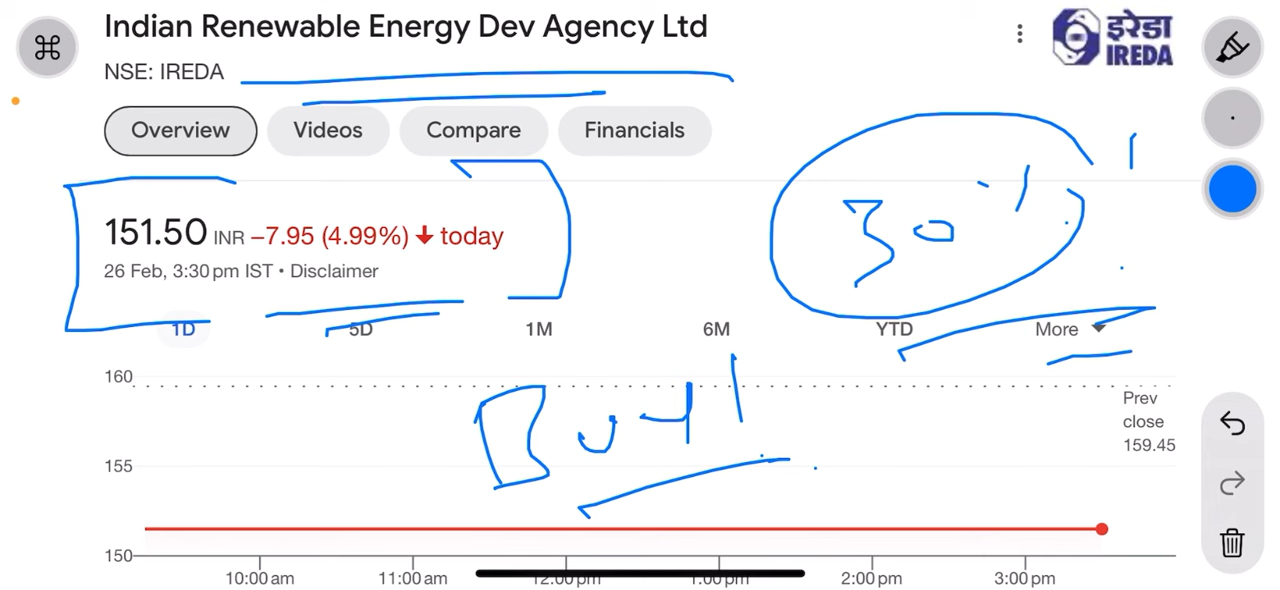 Indian Renewable Energy Dev Agency Ltd
इरेडा
IREDA
NSE: IREDA
Overview Videos Compare Financials
151.50 INR –7.95 (4.99%) ↓ today
26 Feb, 3:30 pm IST • Disclaimer
30
1D 5D 1M 6M YTD More
160
Prev
close
159.45
155
150
10:00 am 11:00 am 12:00 pm 1:00 pm 2:00 pm 3:00 pm